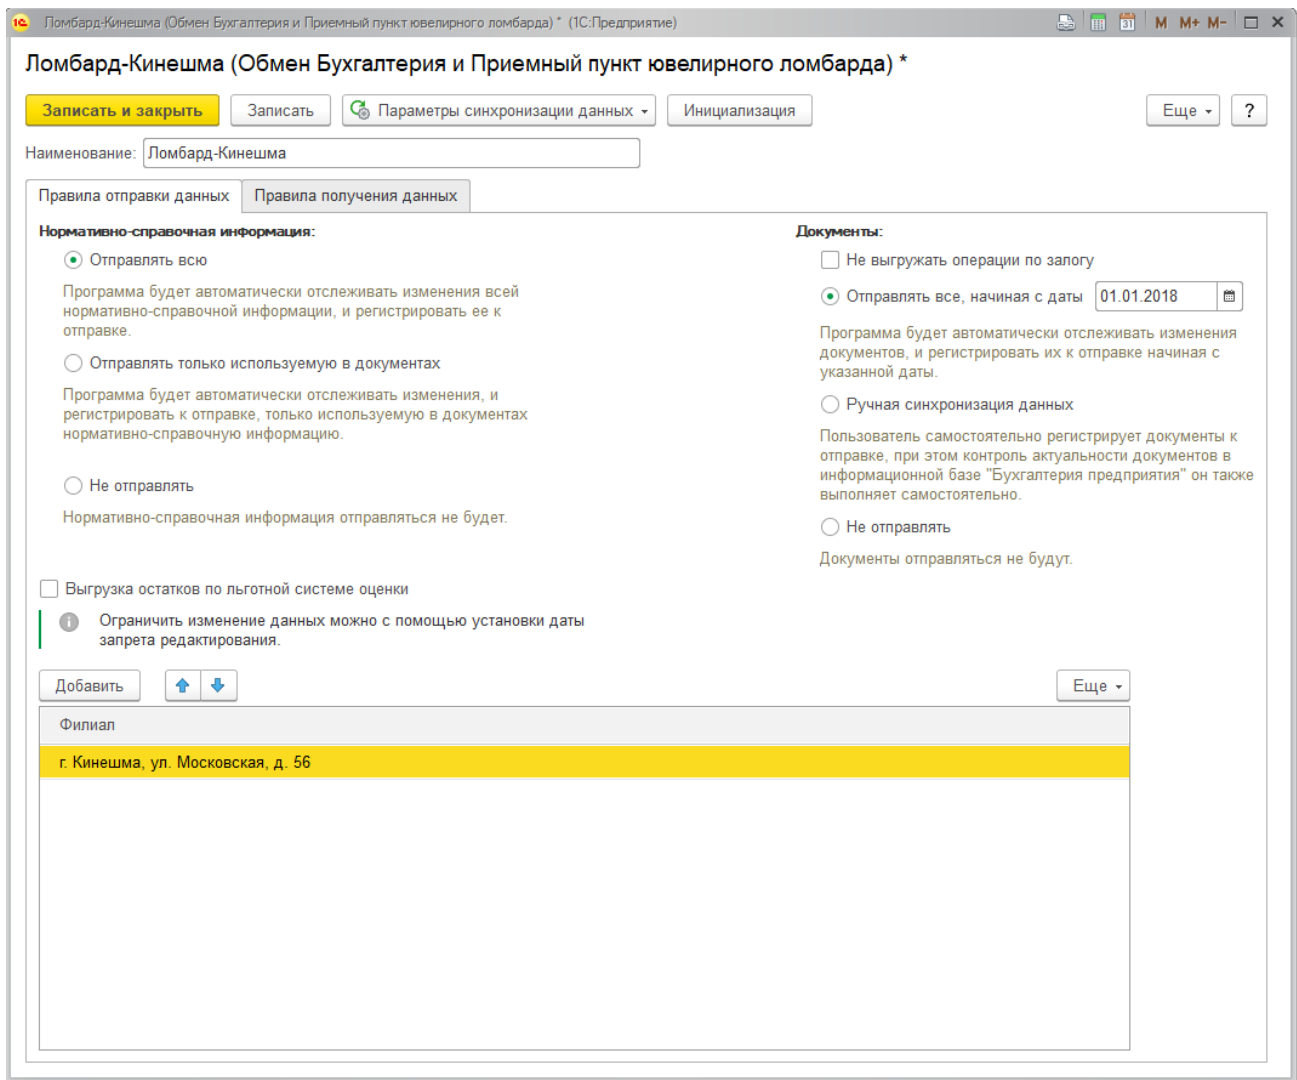 Ломбард-Кинешма (Обмен Бухгалтерия и Приемный пункт ювелирного ломбарда) * (1С:Предприятие)
31 M M+ M-
Ломбард-Кинешма (Обмен Бухгалтерия и Приемный пункт ювелирного ломбарда) *
Записать и закрыть Записать Параметры синхронизации данных Инициализация Еще ?
Наименование: Ломбард-Кинешма
Правила отправки данных Правила получения данных
Нормативно-справочная информация:
Отправлять всю
Программа будет автоматически отслеживать изменения всей
нормативно-справочной информации, и регистрировать ее к
отправке.
Отправлять только используемую в документах
Программа будет автоматически отслеживать изменения, и
регистрировать к отправке, только используемую в документах
нормативно-справочную информацию.
Не отправлять
Нормативно-справочная информация отправляться не будет.
Документы:
Не выгружать операции по залогу
Отправлять все, начиная с даты 01.01.2018
Программа будет автоматически отслеживать изменения
документов, и регистрировать их к отправке начиная с
указанной даты.
Ручная синхронизация данных
Пользователь самостоятельно регистрирует документы к
отправке, при этом контроль актуальности документов в
информационной базе "Бухгалтерия предприятия" он также
выполняет самостоятельно.
Не отправлять
Документы отправляться не будут.
Выгрузка остатков по льготной системе оценки
Ограничить изменение данных можно с помощью установки даты
запрета редактирования.
Добавить Еще
Филиал
г. Кинешма, ул. Московская, д. 56